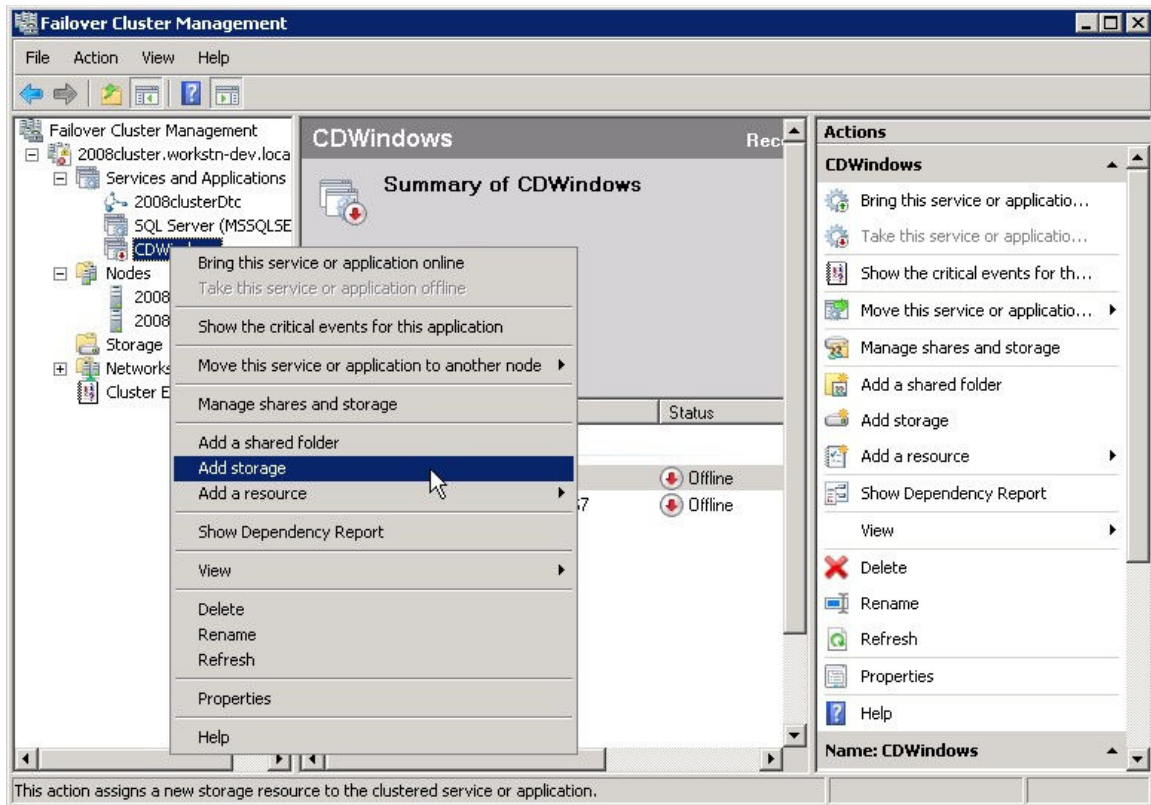 Failover Cluster Management
File Action View Help
Failover Cluster Management
2008cluster.workstn-dev.loca
Services and Applications
2008clusterDtc
SQL Server (MSSQLSE
CDW
Nodes
2008
2008
Storage
Networks
Cluster E
CDWindows
Rec
Summary of CDWindows
Status
Offline
57
Offline
Bring this service or application online
Take this service or application offline
Show the critical events for this application
Move this service or application to another node
Manage shares and storage
Add a shared folder
Add storage
Add a resource
Show Dependency Report
View
Delete
Rename
Refresh
Properties
Help
Actions
CDWindows
Bring this service or applicatio...
Take this service or applicatio...
Show the critical events for th...
Move this service or applicatio...
Manage shares and storage
Add a shared folder
Add storage
Add a resource
Show Dependency Report
View
Delete
Rename
Refresh
Properties
Help
Name: CDWindows
This action assigns a new storage resource to the clustered service or application.